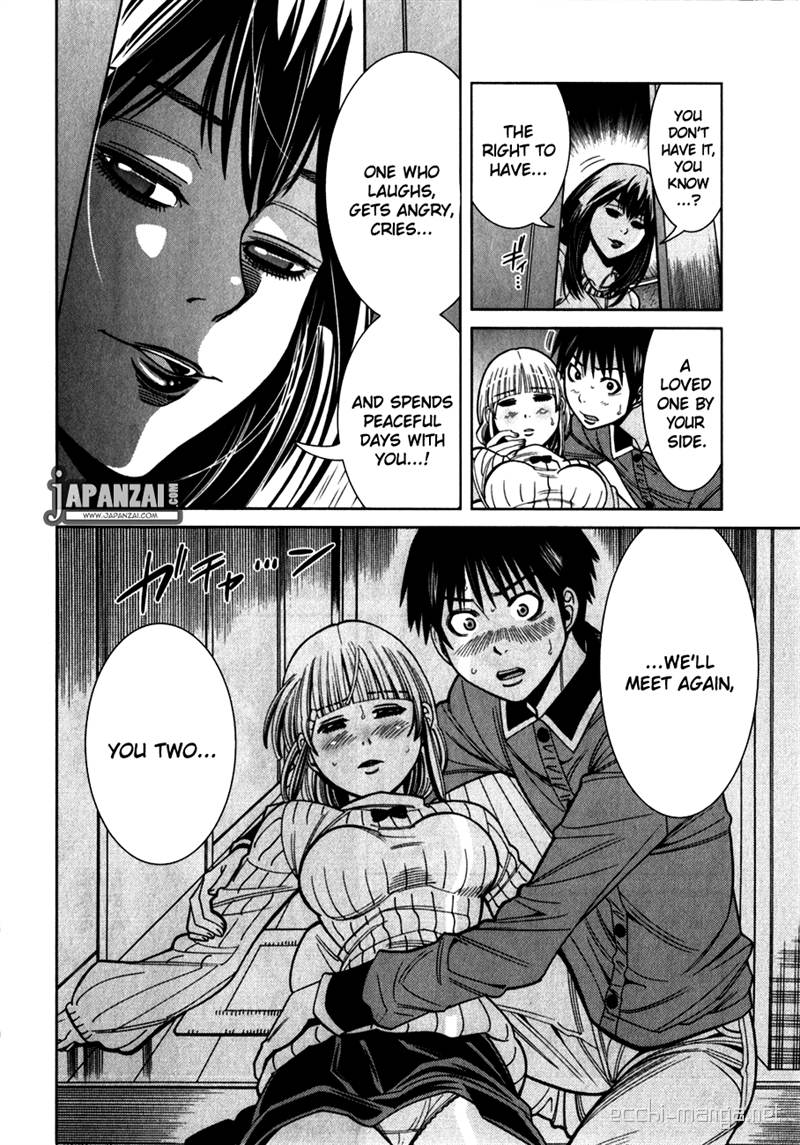 YOU
DON'T
HAVE IT,
YOU
KNOW
...?
THE
RIGHT TO
HAVE...
ギィ...
A LOVED
ONE BY
YOUR
SIDE.
ONE WHO
LAUGHS,
GETS ANGRY,
CRIES...
AND SPENDS
PEACEFUL
DAYS WITH
YOU...!
JAPANZAI.COM
WWW.JAPANZAI.COM
ガチャ...ン
...WE'LL
MEET AGAIN,
YOU TWO...
ecchi-manga.net